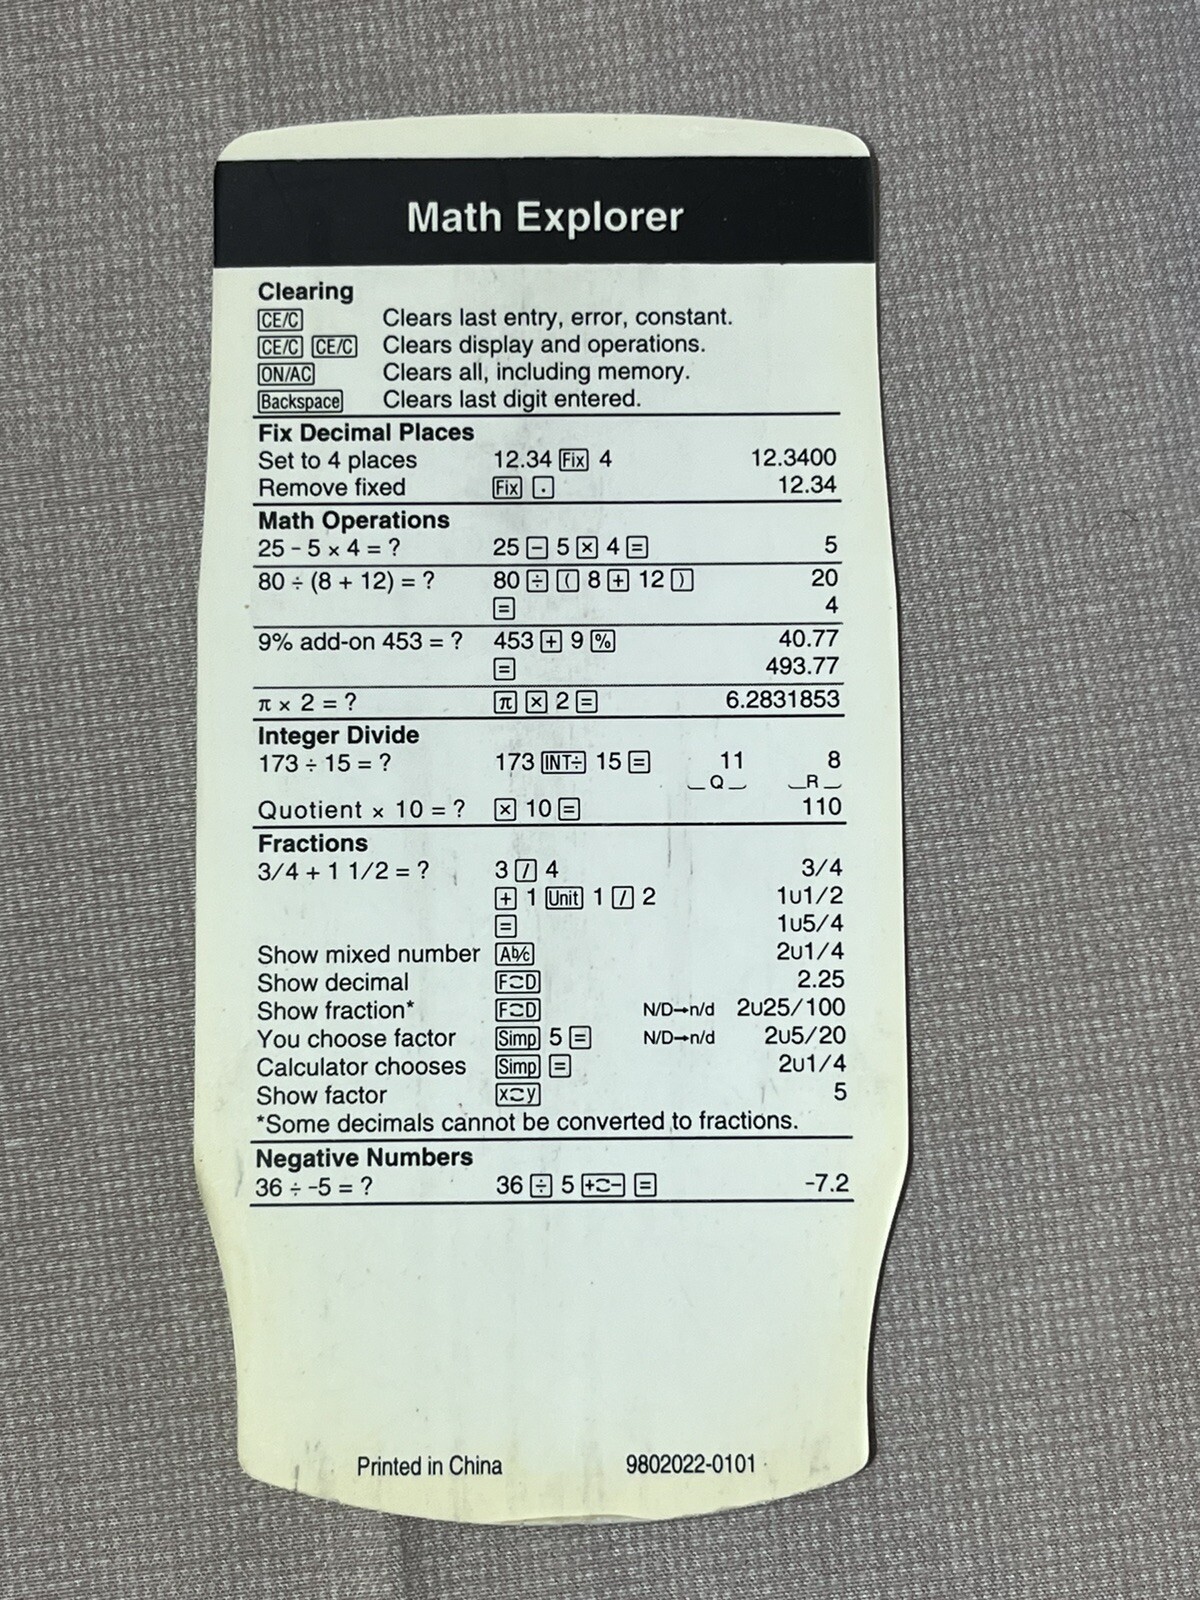 Math Explorer
Clearing
CE/C Clears last entry, error, constant.
CE/C CE/C Clears display and operations.
ON/AC Clears all, including memory.
Backspace Clears last digit entered.
Fix Decimal Places
Set to 4 places 12.34 Fix 4 12.3400
Remove fixed Fix . 12.34
Math Operations
25 - 5 × 4 = ? 25 − 5 × 4 = 5
80 ÷ (8 + 12) = ? 80 ÷ ( 8 + 12 ) 20
= 4
9% add-on 453 = ? 453 + 9 % 40.77
= 493.77
π × 2 = ? π × 2 = 6.2831853
Integer Divide
173 ÷ 15 = ? 173 INT÷ 15 = 11 8
Q R
Quotient × 10 = ? × 10 = 110
Fractions
3/4 + 1 1/2 = ? 3 / 4 3/4
+ 1 Unit 1 / 2 1u1/2
= 1u5/4
Show mixed number Ab/c 2u1/4
Show decimal F⇄D 2.25
Show fraction* F⇄D N/D→n/d 2u25/100
You choose factor Simp 5 = N/D→n/d 2u5/20
Calculator chooses Simp = 2u1/4
Show factor x⇄y 5
*Some decimals cannot be converted to fractions.
Negative Numbers
36 ÷ -5 = ? 36 ÷ 5 +⇄− = -7.2
Printed in China 9802022-0101